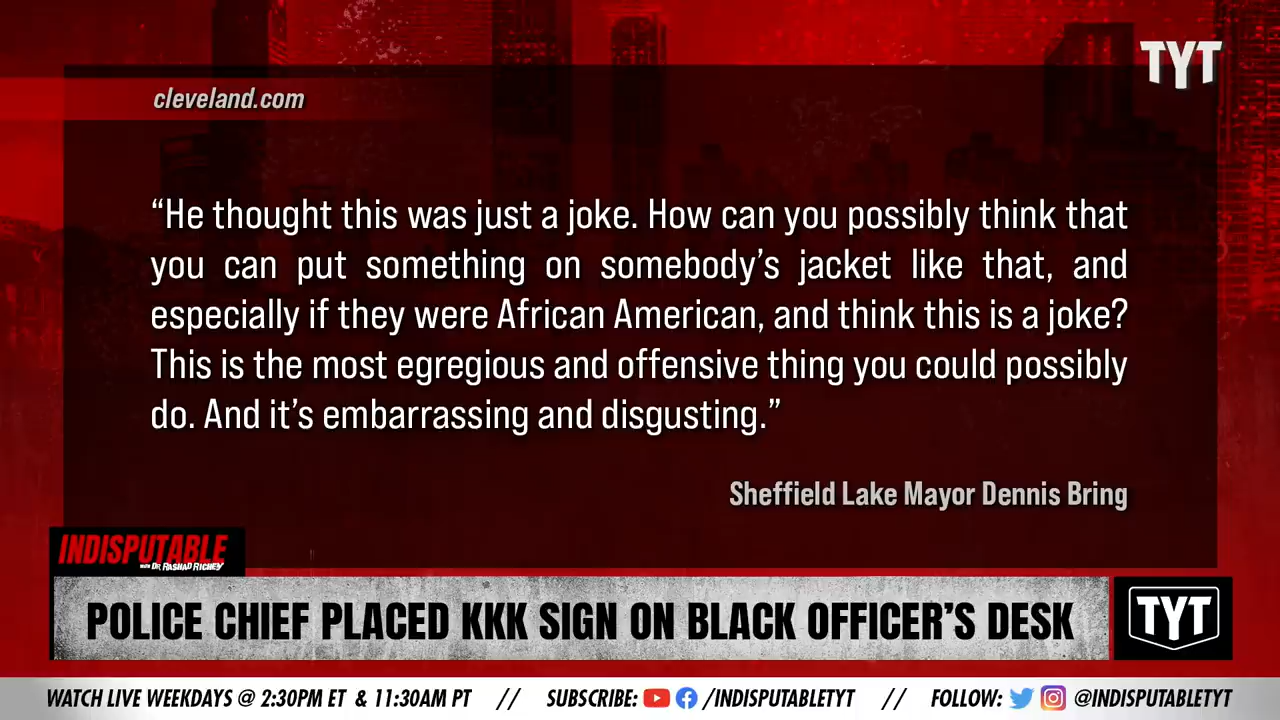 TYT
cleveland.com
“He thought this was just a joke. How can you possibly think that
you can put something on somebody’s jacket like that, and
especially if they were African American, and think this is a joke?
This is the most egregious and offensive thing you could possibly
do. And it’s embarrassing and disgusting.”
Sheffield Lake Mayor Dennis Bring
INDISPUTABLE
WITH DR. RASHAD RICHEY
POLICE CHIEF PLACED KKK SIGN ON BLACK OFFICER’S DESK
TYT
WATCH LIVE WEEKDAYS @ 2:30PM ET & 11:30AM PT // SUBSCRIBE: /INDISPUTABLETYT // FOLLOW: @INDISPUTABLETYT